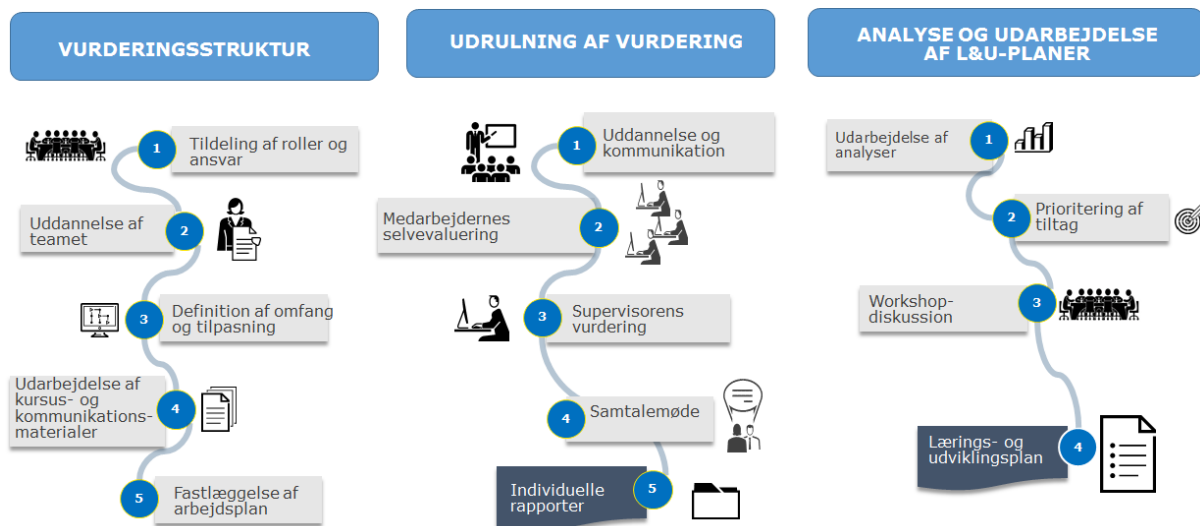 VURDERINGSSTRUKTUR
1
Tildeling af roller og
ansvar
Uddannelse af
teamet
2
3
Definition af omfang
og tilpasning
Udarbejdelse af
kursus- og
kommunikations-
materialer
4
5
Fastlæggelse af
arbejdsplan
UDRULNING AF VURDERING
1
Uddannelse og
kommunikation
Medarbejdernes
selvevaluering
2
3
Supervisorens
vurdering
4
Samtalemøde
Individuelle
rapporter
5
ANALYSE OG UDARBEJDELSE
AF L&U-PLANER
Udarbejdelse af
analyser
1
2
Prioritering af
tiltag
Workshop-
diskussion
3
Lærings- og
udviklingsplan
4